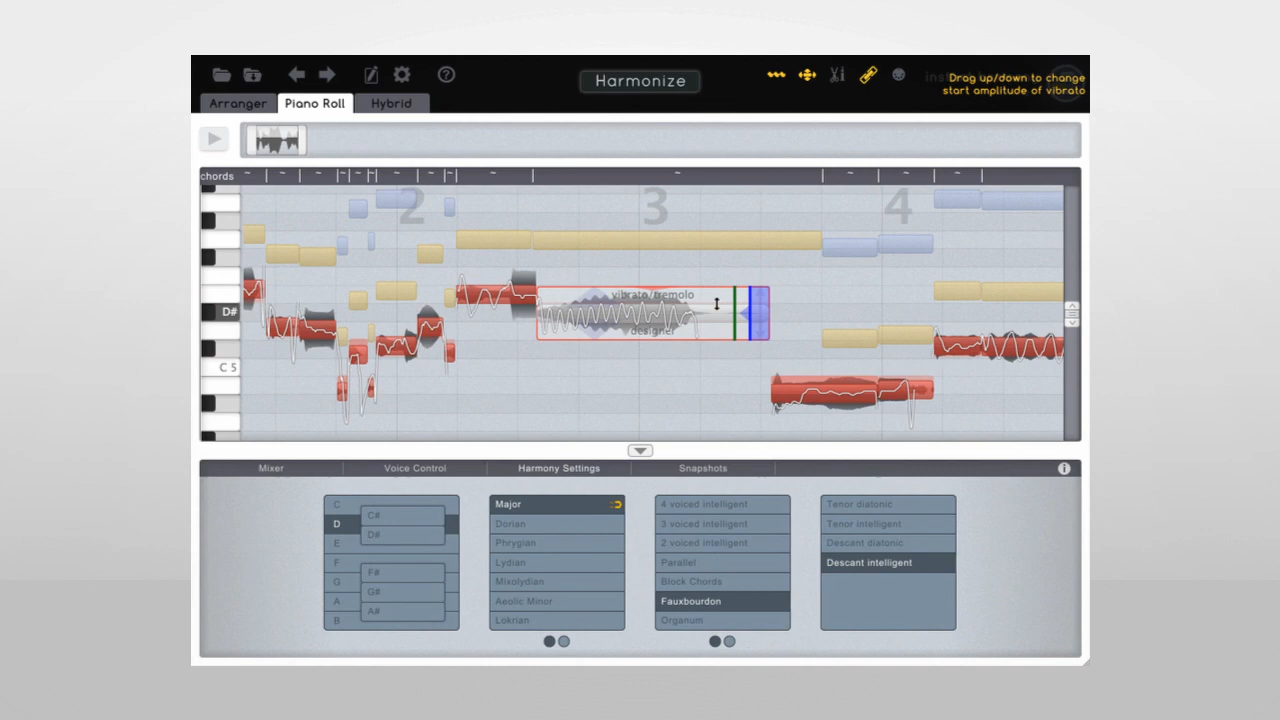 Harmonize
Drag up/down to change
start amplitude of vibrato
Arranger
Piano Roll
Hybrid
chords
2
3
4
vibrato/tremolo
designer
D#
C 5
Mixer
Voice Control
Harmony Settings
Snapshots
C
C#
D
D#
E
F
F#
G
G#
A
A#
B
Major
Dorian
Phrygian
Lydian
Mixolydian
Aeolic Minor
Lokrian
4 voiced intelligent
3 voiced intelligent
2 voiced intelligent
Parallel
Block Chords
Fauxbourdon
Organum
Tenor diatonic
Tenor intelligent
Descant diatonic
Descant intelligent